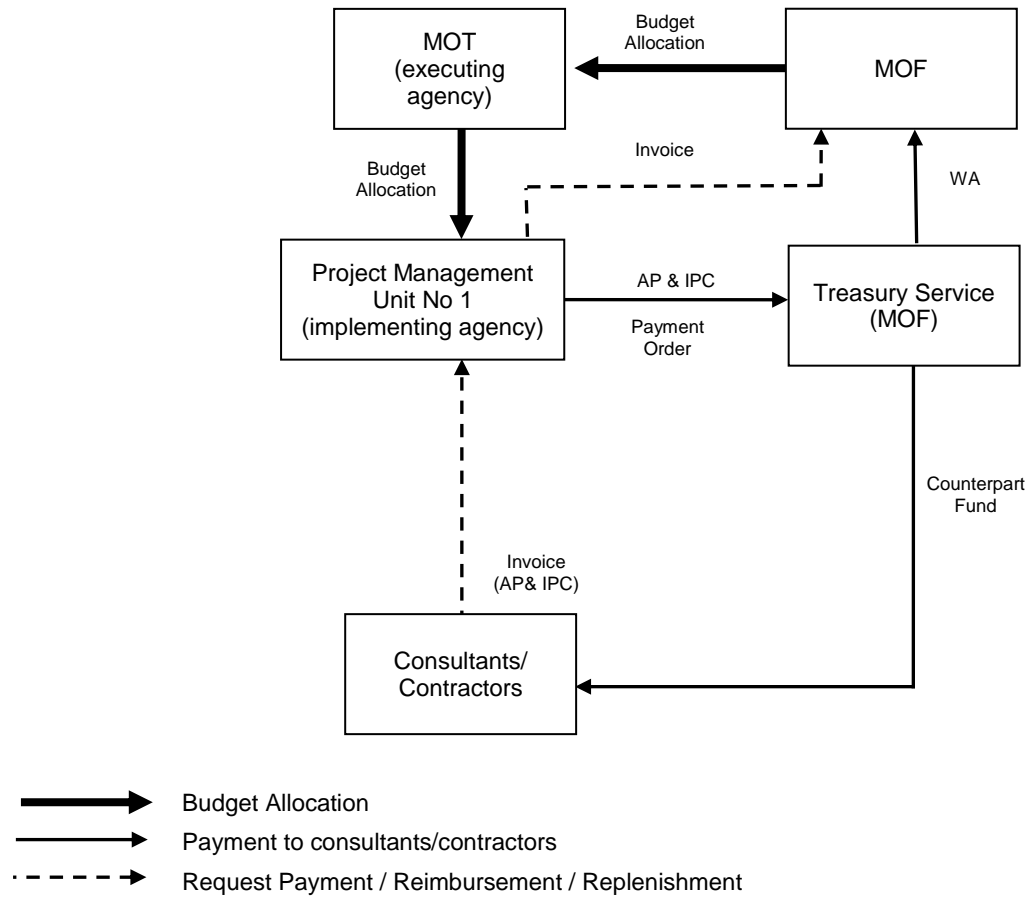 Budget
Allocation
MOT
(executing
agency)
MOF
Budget
Allocation
Invoice
WA
Project Management
Unit No 1
(implementing agency)
AP & IPC
Payment
Order
Treasury Service
(MOF)
Counterpart
Fund
Invoice
(AP& IPC)
Consultants/
Contractors
Budget Allocation
Payment to consultants/contractors
Request Payment / Reimbursement / Replenishment